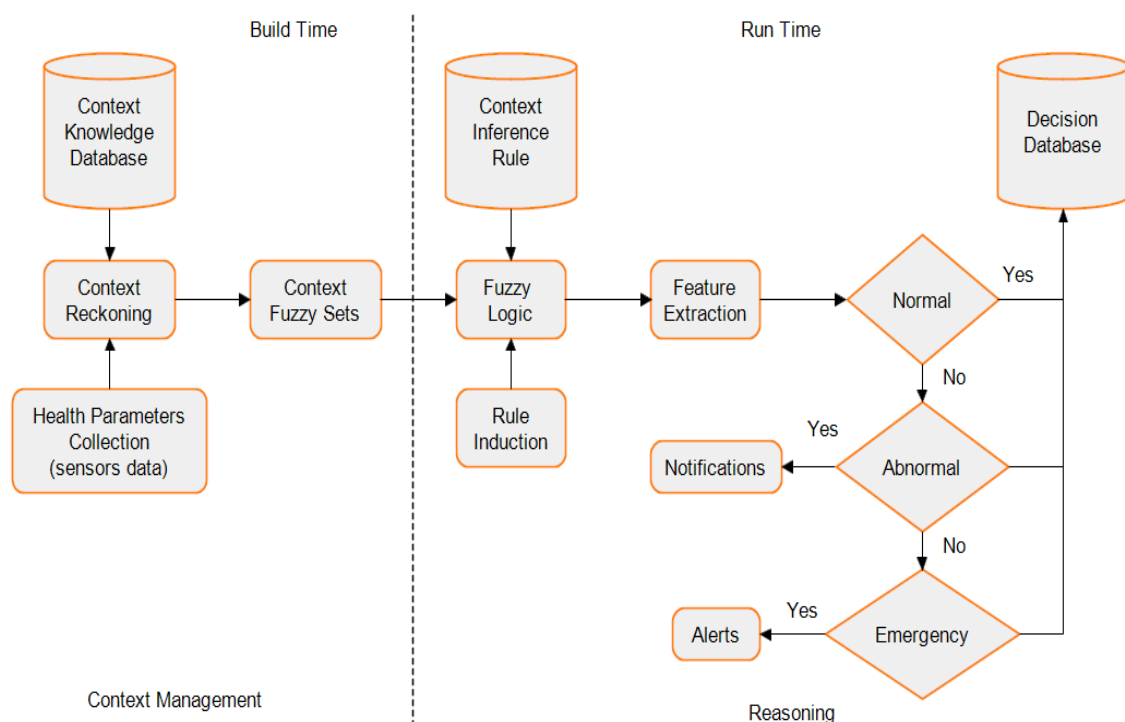 Build Time
Run Time
Context
Knowledge
Database
Context
Inference
Rule
Decision
Database
Context
Reckoning
Context
Fuzzy Sets
Fuzzy
Logic
Feature
Extraction
Normal
Yes
No
Health Parameters
Collection
(sensors data)
Rule
Induction
Notifications
Yes
Abnormal
No
Alerts
Yes
Emergency
Context Management
Reasoning